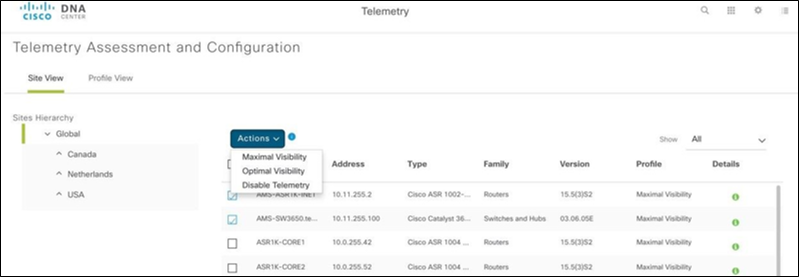 CISCO DNA CENTER
Telemetry
Telemetry Assessment and Configuration
Site View Profile View
Sites Hierarchy
Global
Canada
Netherlands
USA
Actions
Show All
Maximal Visibility
Optimal Visibility
Disable Telemetry
Address Type Family Version Profile Details
AMS-ASR1K-INET 10.11.255.2 Cisco ASR 1002-... Routers 15.5(3)S2 Maximal Visibility
AMS-SW3650.te... 10.11.255.100 Cisco Catalyst 36... Switches and Hubs 03.06.05E Maximal Visibility
ASR1K-CORE1 10.0.255.42 Cisco ASR 1004 ... Routers 15.5(3)S2 Maximal Visibility
ASR1K-CORE2 10.0.255.52 Cisco ASR 1004 ... Routers 15.5(3)S2 Maximal Visibility